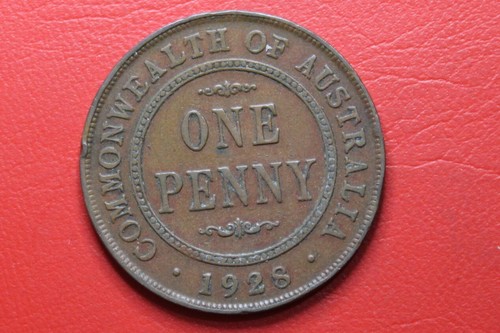 COMMONWEALTH OF AUSTRALIA
ONE
PENNY
· 1928 ·